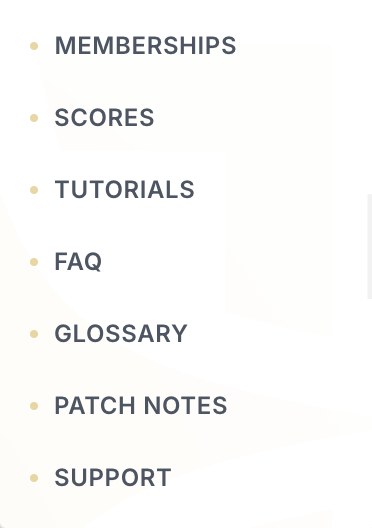 MEMBERSHIPS
SCORES
TUTORIALS
FAQ
GLOSSARY
PATCH NOTES
SUPPORT